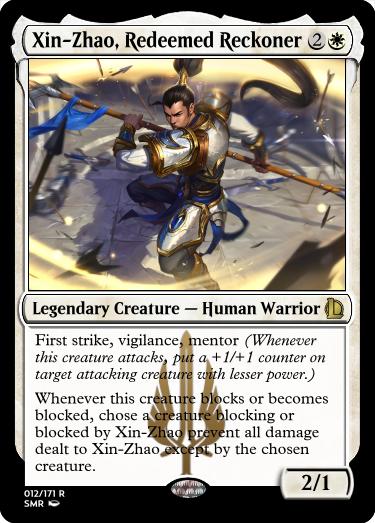 Xin-Zhao, Redeemed Reckoner 2
Legendary Creature — Human Warrior
First strike, vigilance, mentor (Whenever
this creature attacks, put a +1/+1 counter on
target attacking creature with lesser power.)
Whenever this creature blocks or becomes
blocked, chose a creature blocking or
blocked by Xin-Zhao prevent all damage
dealt to Xin-Zhao except by the chosen
creature.
2/1
012/171 R
SMR